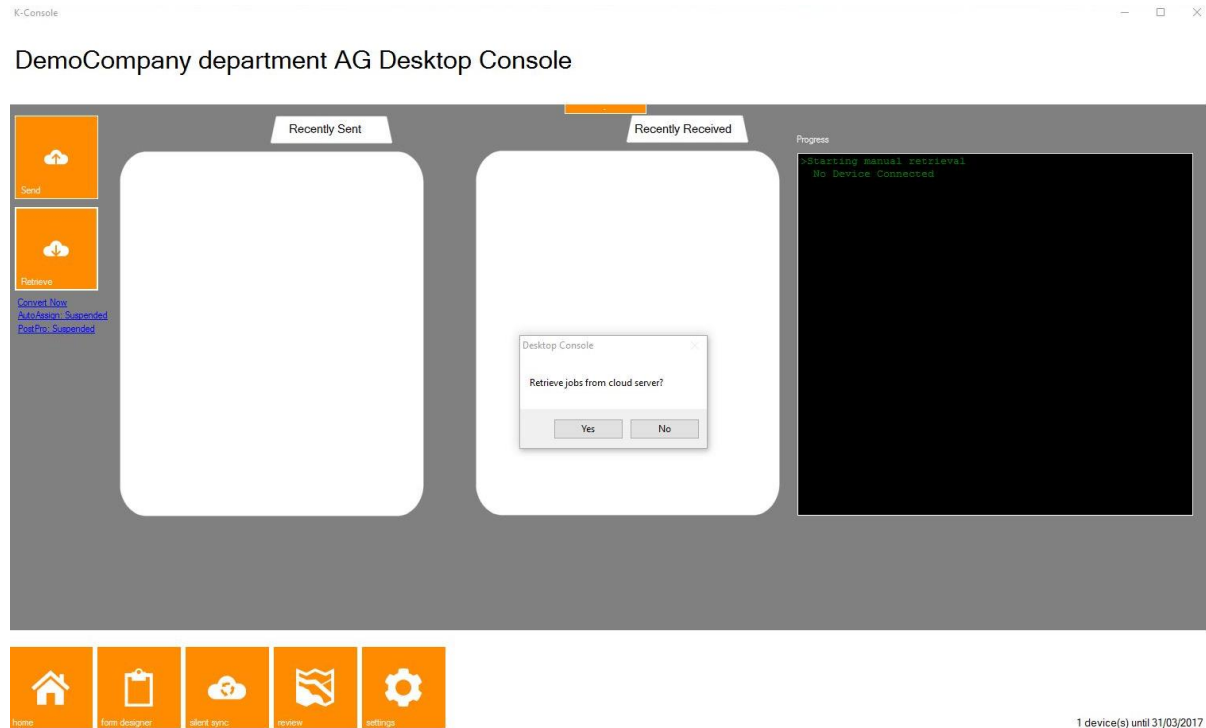 K-Console
DemoCompany department AG Desktop Console
Recently Sent
Recently Received
Progress
>Starting manual retrieval
No Device Connected
Send
Retrieve
Convert Now
AutoAssign: Suspended
PostPro: Suspended
Desktop Console
Retrieve jobs from cloud server?
Yes No
home form designer silent sync review settings
1 device(s) until 31/03/2017